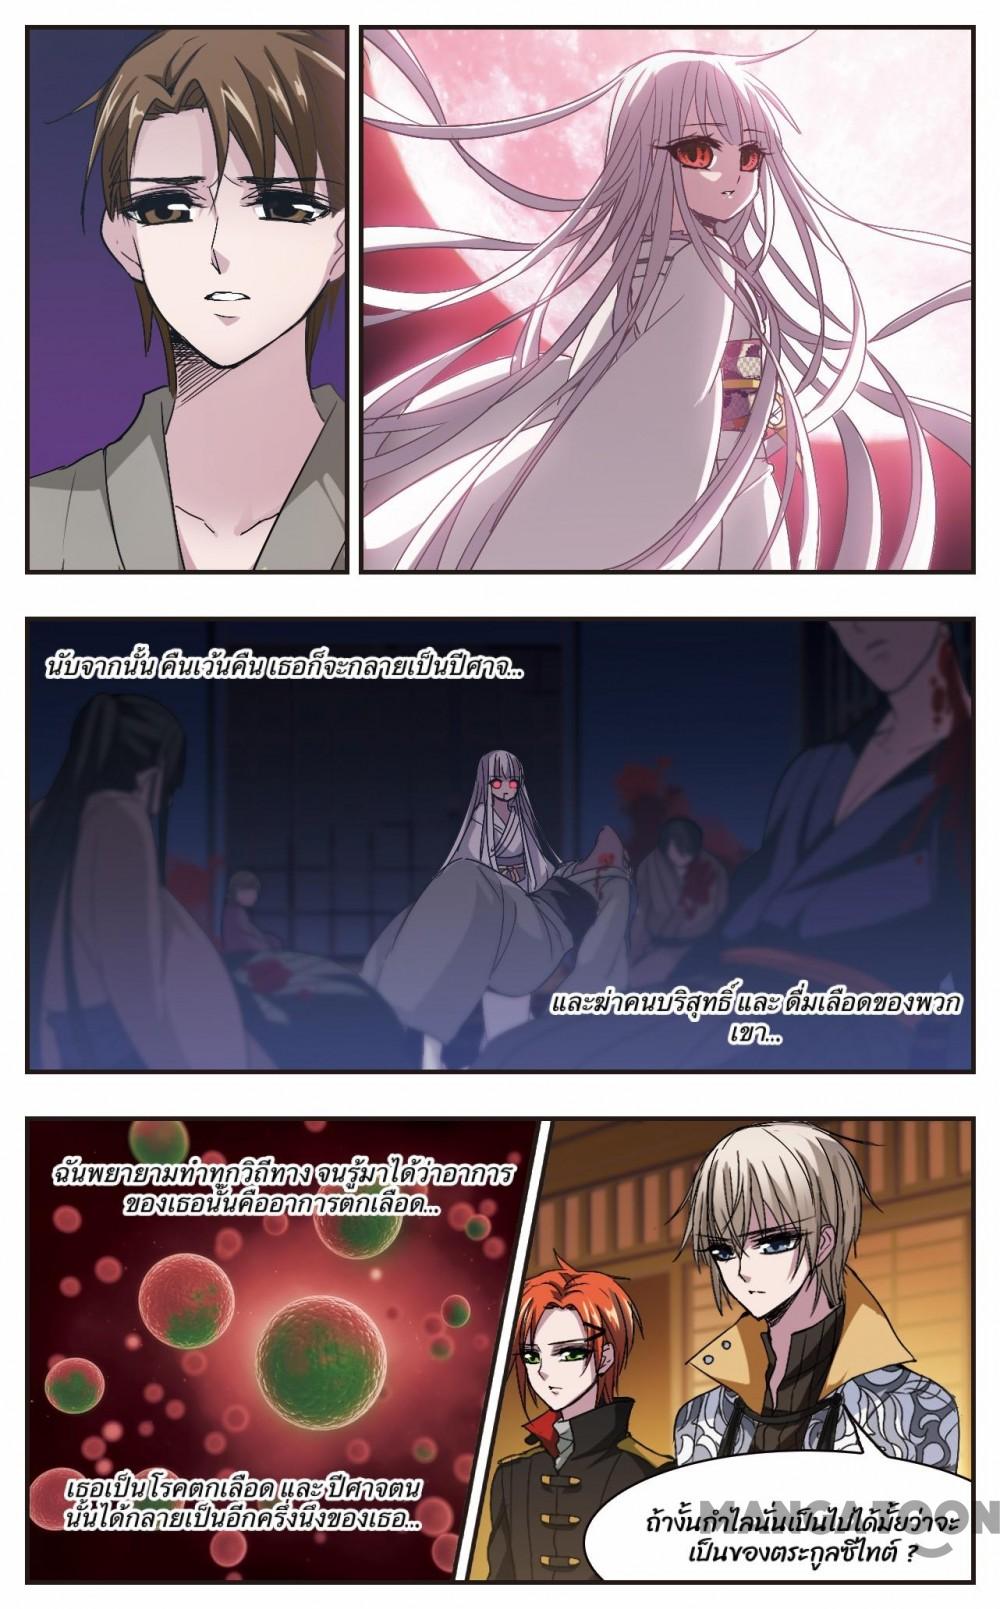 นับจากนั้น คืนเว้นคืน เธอก็จะกลายเป็นปีศาจ...
และฆ่าคนบริสุทธิ์ และ ดื่มเลือดของพวก
เขา...
ฉันพยายามทำทุกวิถีทาง จนรู้มาได้ว่าอาการ
ของเธอนั้นคืออาการตกเลือด...
เธอเป็นโรคตกเลือด และ ปีศาจตน
นั้นได้กลายเป็นอีกครึ่งนึงของเธอ...
ถ้างั้นกำไลนั่นเป็นไปได้มั้ยว่าจะ
เป็นของตระกูลซีไทต์ ?
MANGATOON